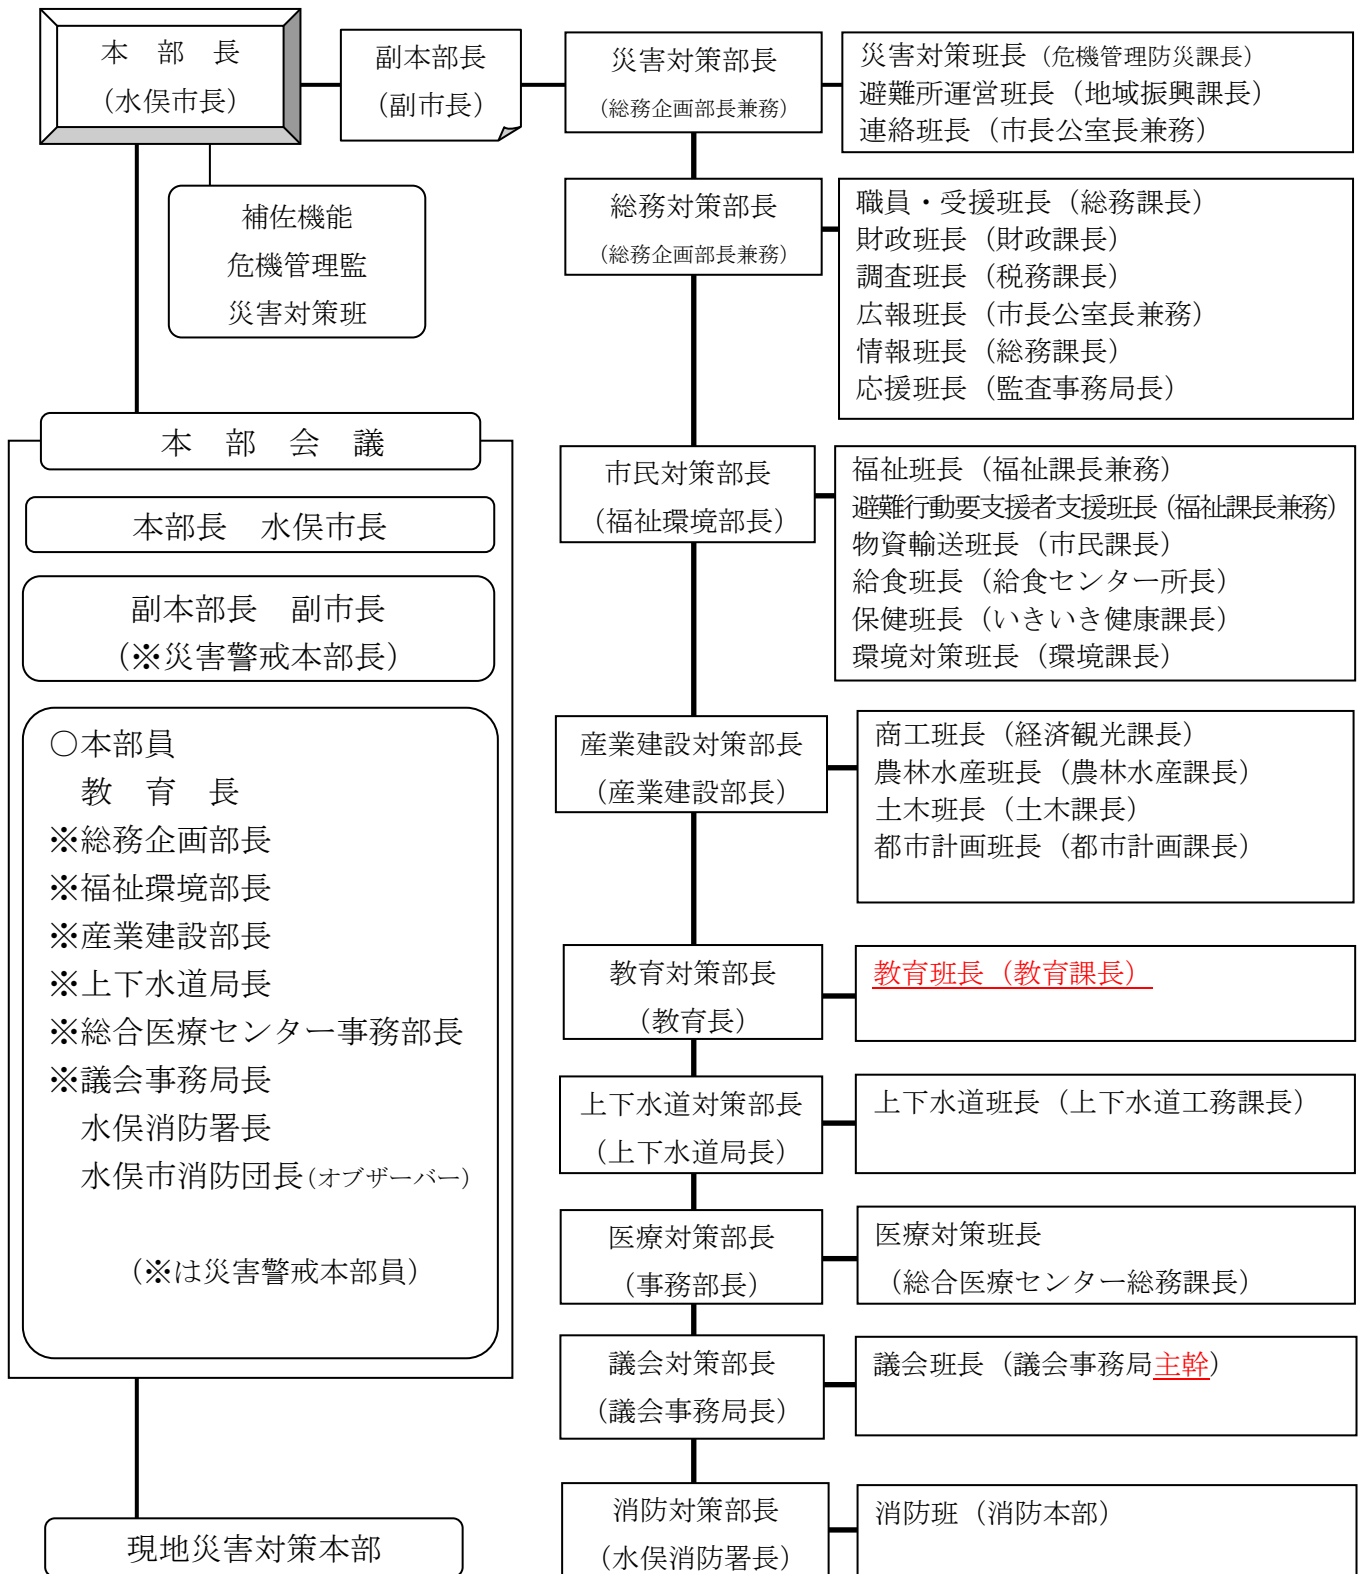 本　部　長
（水俣市長）
副本部長
（副市長）
災害対策部長
（総務企画部長兼務）
災害対策班長（危機管理防災課長）
避難所運営班長（地域振興課長）
連絡班長（市長公室長兼務）
補佐機能
危機管理監
災害対策班
総務対策部長
（総務企画部長兼務）
職員・受援班長（総務課長）
財政班長（財政課長）
調査班長（税務課長）
広報班長（市長公室長兼務）
情報班長（総務課長）
応援班長（監査事務局長）
本　部　会　議
本部長　水俣市長
副本部長　副市長
（※災害警戒本部長）
○本部員
教　育　長
※総務企画部長
※福祉環境部長
※産業建設部長
※上下水道局長
※総合医療センター事務部長
※議会事務局長
水俣消防署長
水俣市消防団長（オブザーバー）
（※は災害警戒本部員）
現地災害対策本部
市民対策部長
（福祉環境部長）
福祉班長（福祉課長兼務）
避難行動要支援者支援班長（福祉課長兼務）
物資輸送班長（市民課長）
給食班長（給食センター所長）
保健班長（いきいき健康課長）
環境対策班長（環境課長）
産業建設対策部長
（産業建設部長）
商工班長（経済観光課長）
農林水産班長（農林水産課長）
土木班長（土木課長）
都市計画班長（都市計画課長）
教育対策部長
（教育長）
教育班長（教育課長）
上下水道対策部長
（上下水道局長）
上下水道班長（上下水道工務課長）
医療対策部長
（事務部長）
医療対策班長
（総合医療センター総務課長）
議会対策部長
（議会事務局長）
議会班長（議会事務局主幹）
消防対策部長
（水俣消防署長）
消防班（消防本部）